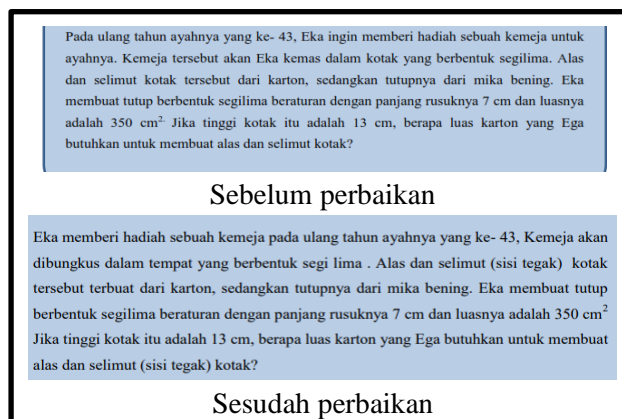 Pada ulang tahun ayahnya yang ke- 43, Eka ingin memberi hadiah sebuah kemeja untuk
ayahnya. Kemeja tersebut akan Eka kemas dalam kotak yang berbentuk segilima. Alas
dan selimut kotak tersebut dari karton, sedangkan tutupnya dari mika bening. Eka
membuat tutup berbentuk segilima beraturan dengan panjang rusuknya 7 cm dan luasnya
adalah 350 cm². Jika tinggi kotak itu adalah 13 cm, berapa luas karton yang Ega
butuhkan untuk membuat alas dan selimut kotak?
Sebelum perbaikan
Eka memberi hadiah sebuah kemeja pada ulang tahun ayahnya yang ke- 43, Kemeja akan
dibungkus dalam tempat yang berbentuk segi lima . Alas dan selimut (sisi tegak) kotak
tersebut terbuat dari karton, sedangkan tutupnya dari mika bening. Eka membuat tutup
berbentuk segilima beraturan dengan panjang rusuknya 7 cm dan luasnya adalah 350 cm²
Jika tinggi kotak itu adalah 13 cm, berapa luas karton yang Ega butuhkan untuk membuat
alas dan selimut (sisi tegak) kotak?
Sesudah perbaikan